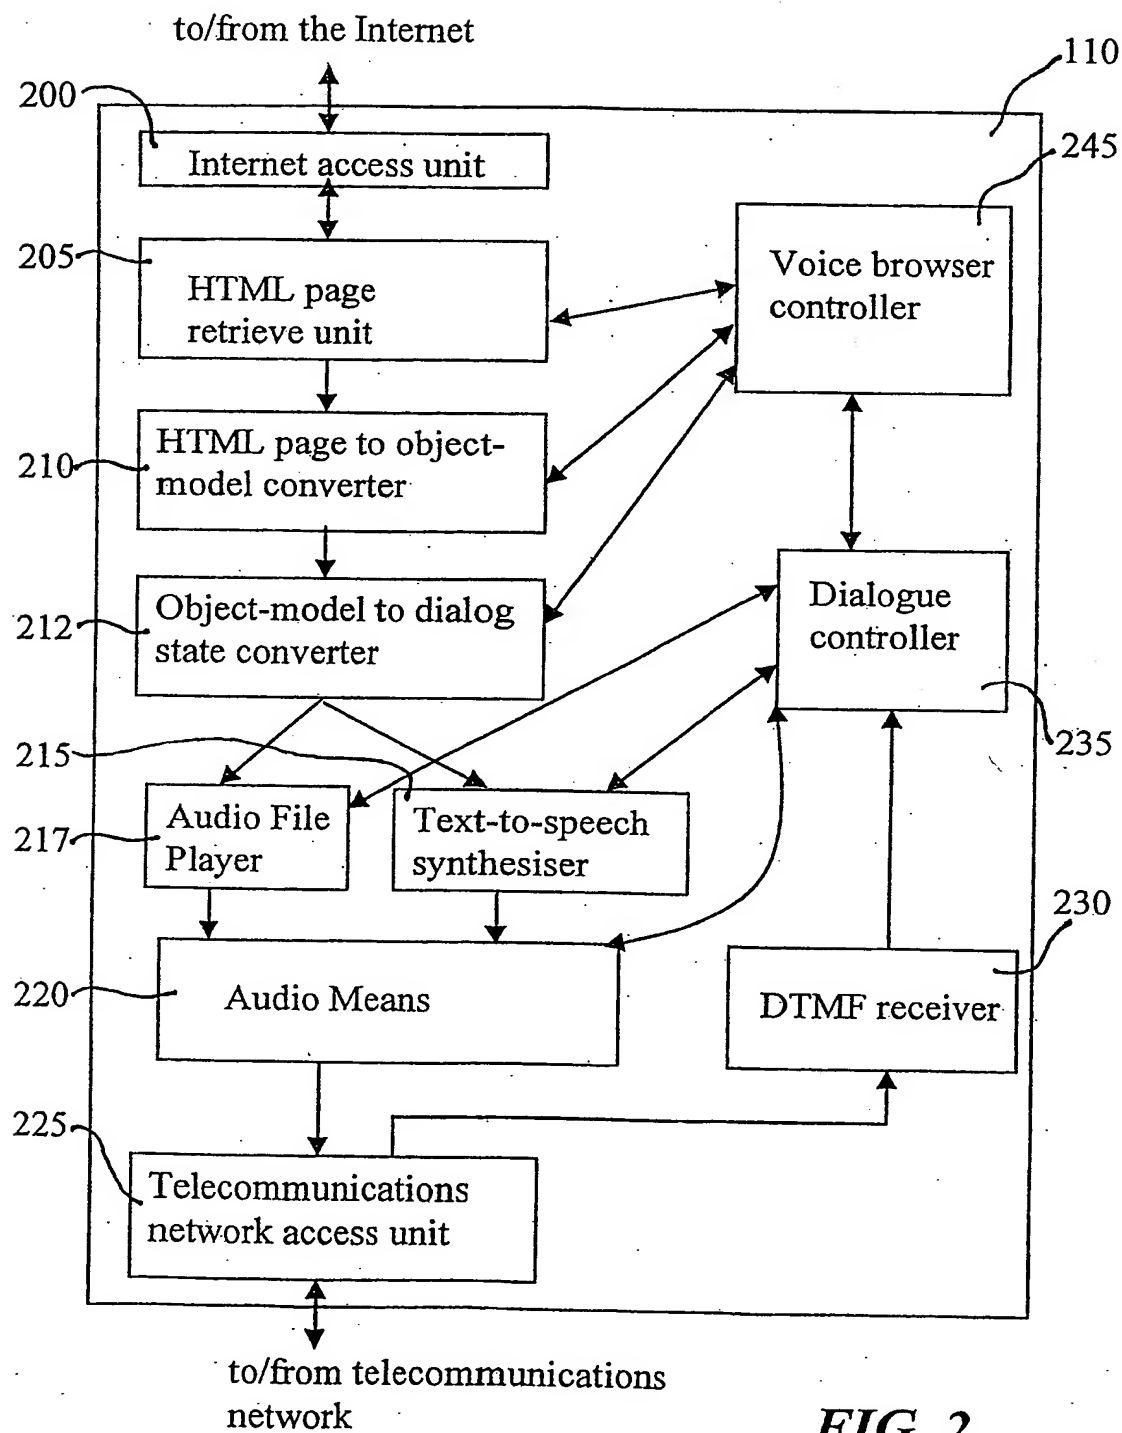 to/from the Internet
110
200
Internet access unit
245
205
HTML page
retrieve unit
Voice browser
controller
210
HTML page to object-
model converter
212
Object-model to dialog
state converter
Dialogue
controller
235
215
217
Audio File
Player
Text-to-speech
synthesiser
230
220
Audio Means
DTMF receiver
225
Telecommunications
network access unit
to/from telecommunications
network
FIG. 2